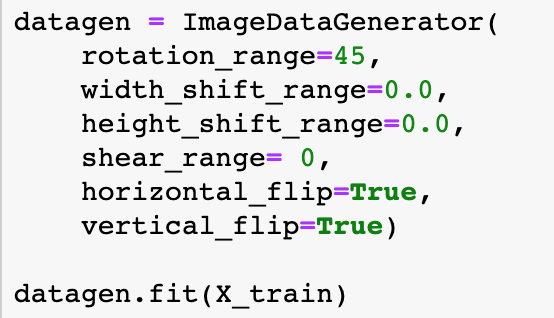 datagen = ImageDataGenerator(
    rotation_range=45,
    width_shift_range=0.0,
    height_shift_range=0.0,
    shear_range= 0,
    horizontal_flip=True,
    vertical_flip=True)

datagen.fit(X_train)